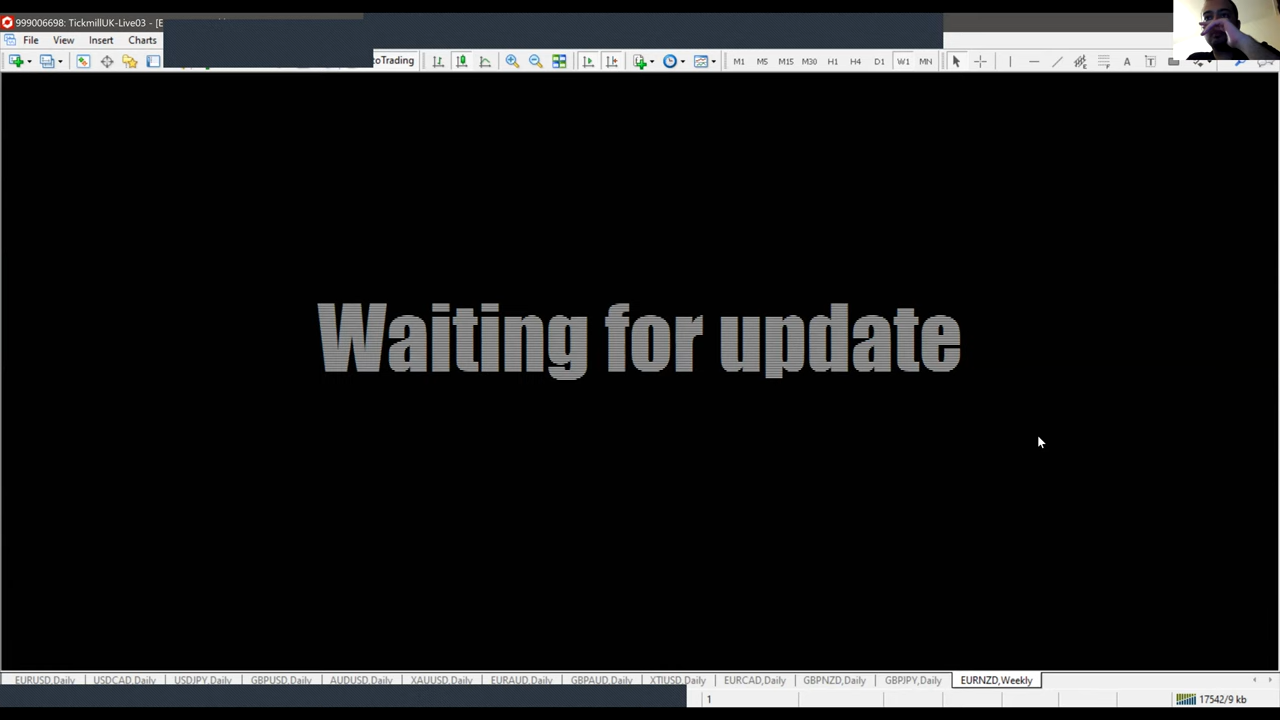 999006698: TickmillUK-Live03 - [E
File View Insert Charts
toTrading M1 M5 M15 M30 H1 H4 D1 W1 MN A T
Waiting for update
EURUSD,Daily USDCAD,Daily USDJPY,Daily GBPUSD,Daily AUDUSD,Daily XAUUSD,Daily EURAUD,Daily GBPAUD,Daily XTIUSD,Daily EURCAD,Daily GBPNZD,Daily GBPJPY,Daily EURNZD,Weekly
1 17542/9 kb